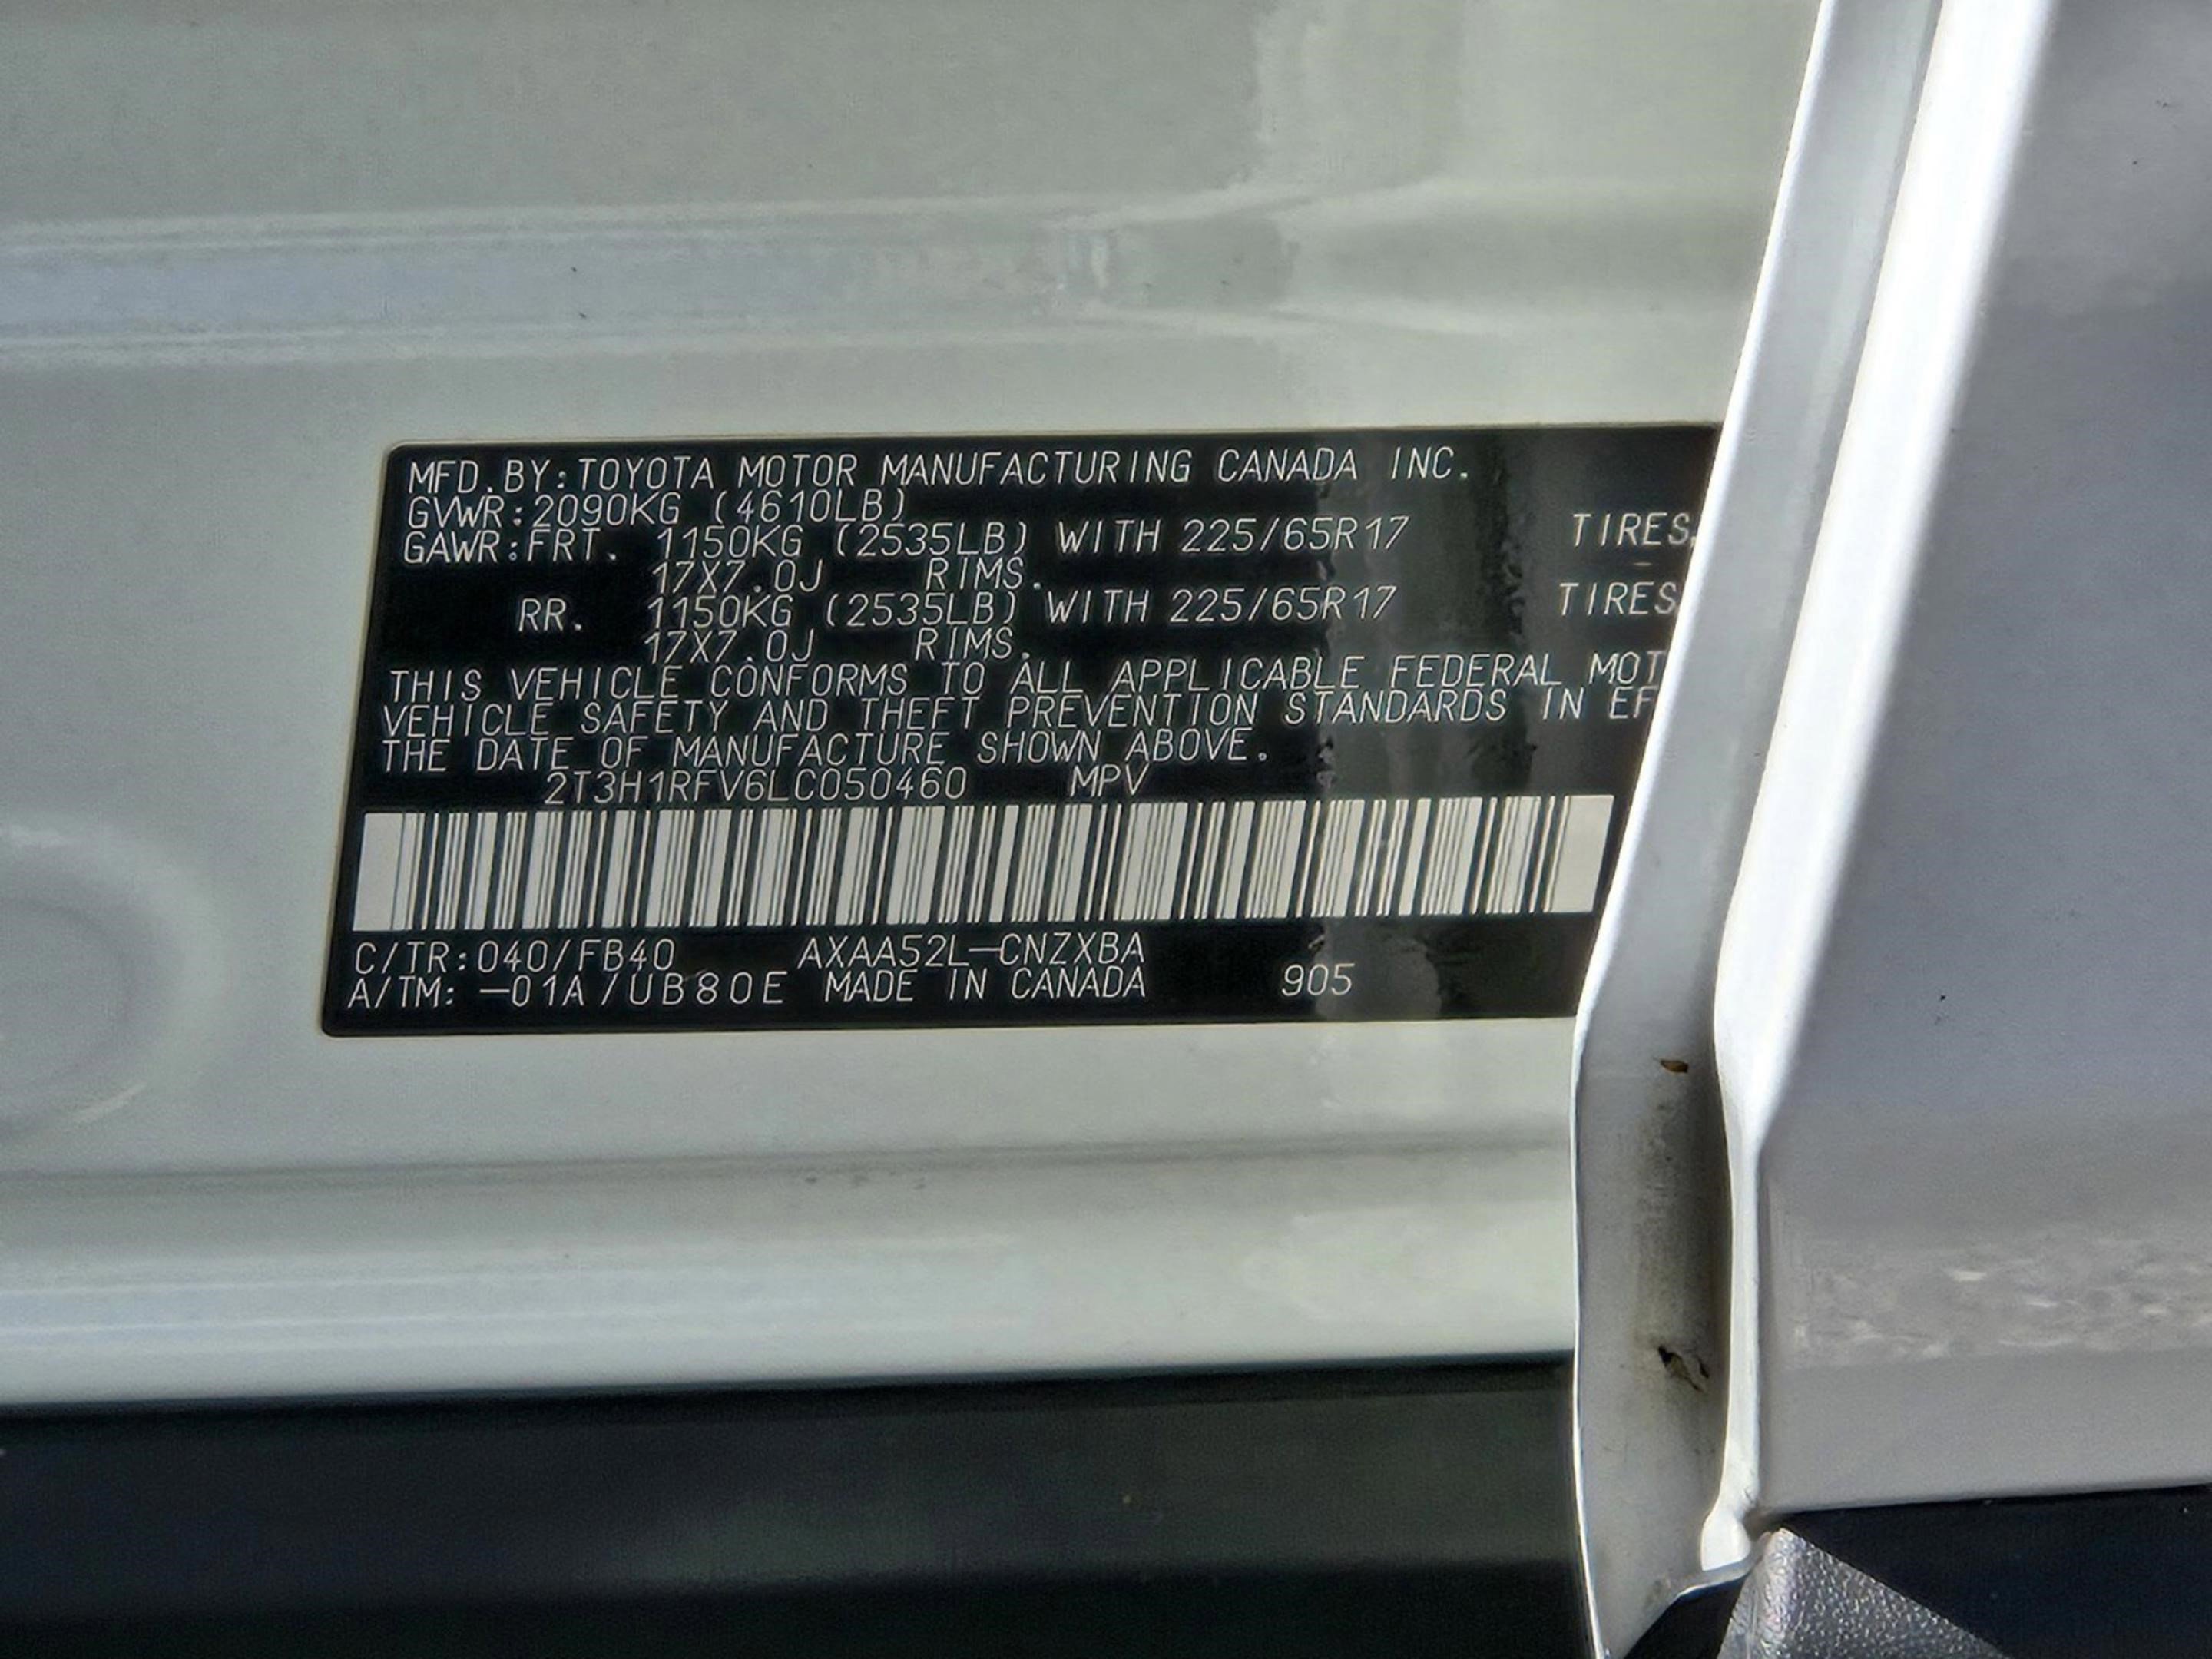 MFD.BY:TOYOTA MOTOR MANUFACTURING CANADA INC.
GVWR:2090KG (4610LB)
GAWR:FRT. 1150KG (2535LB) WITH 225/65R17 TIRES,
17X7.0J RIMS.
RR. 1150KG (2535LB) WITH 225/65R17 TIRES
17X7.0J RIMS.
THIS VEHICLE CONFORMS TO ALL APPLICABLE FEDERAL MOT
VEHICLE SAFETY AND THEFT PREVENTION STANDARDS IN EF
THE DATE OF MANUFACTURE SHOWN ABOVE.
2T3H1RFV6LC050460 MPV
C/TR:040/FB40 AXAA52L-CNZXBA
A/TM: -01A/UB80E MADE IN CANADA 905